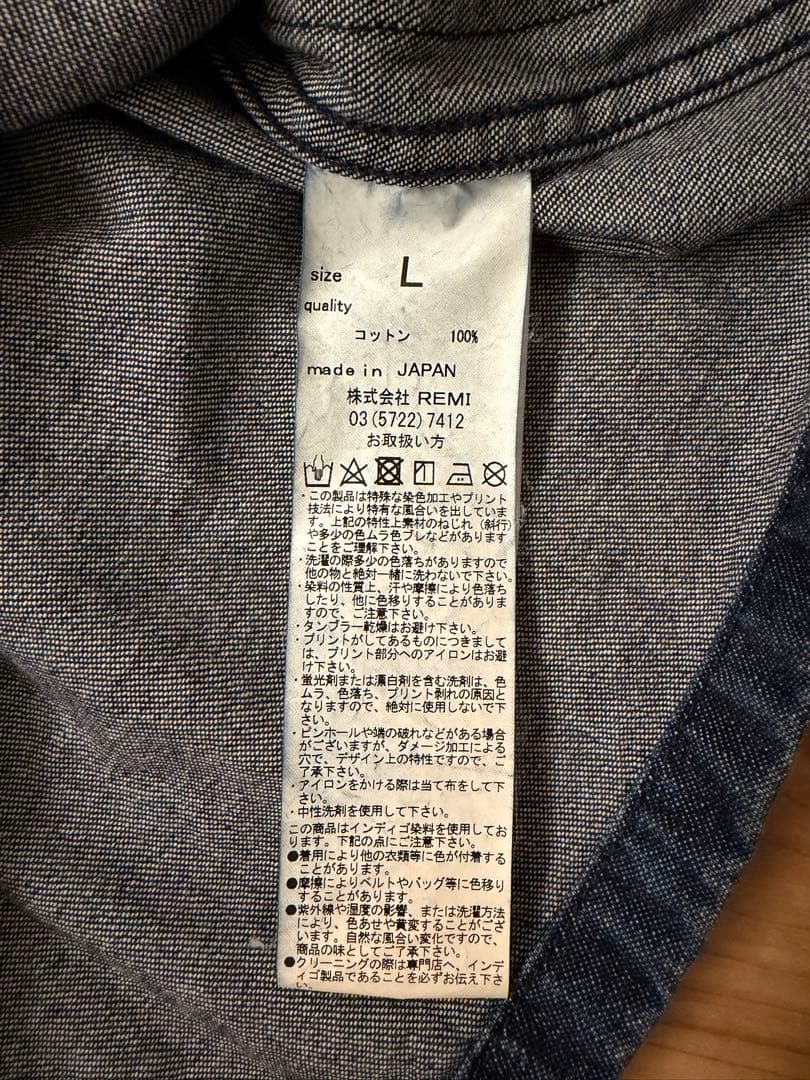 size L
quality
コットン 100%
made in JAPAN
株式会社 REMI
03(5722)7412
お取扱い方
・この製品は特殊な染色加工やプリント
技法により特有な風合いを出していま
す。上記の特性上素材のねじれ（斜行）
や多少の色ムラ色ブレなどがあります
ことをご理解下さい。
・洗濯の際多少の色落ちがありますので
他の物と絶対一緒に洗わないで下さい。
・染料の性質上、汗や摩擦により色落ち
したり、他に色移りすることがありま
すので、ご注意下さい。
・タンブラー乾燥はお避け下さい。
・プリントがしてあるものにつきまして
は、プリント部分へのアイロンはお避
け下さい。
・蛍光剤または漂白剤を含む洗剤は、色
ムラ、色落ち、プリント剥れの原因と
なりますので、絶対に使用しないで下
さい。
・ピンホールや端の破れなどがある場合
がございますが、ダメージ加工による
穴で、デザイン上の特性ですので、ご
了承下さい。
・アイロンをかける際は当て布をして下
さい。
・中性洗剤を使用して下さい。
この商品はインディゴ染料を使用してお
ります。下記の点にご注意下さい。
●着用により他の衣類等に色が付着する
ことがあります。
●摩擦によりベルトやバッグ等に色移り
することがあります。
●紫外線や湿度の影響、または洗濯方法
により、色あせや黄変することがござ
います。自然な風合い変化ですので、
商品の味としてご了承下さい。
●クリーニングの際は専門店へ、インデ
ィゴ製品であることを必ずお伝え下さ
い。